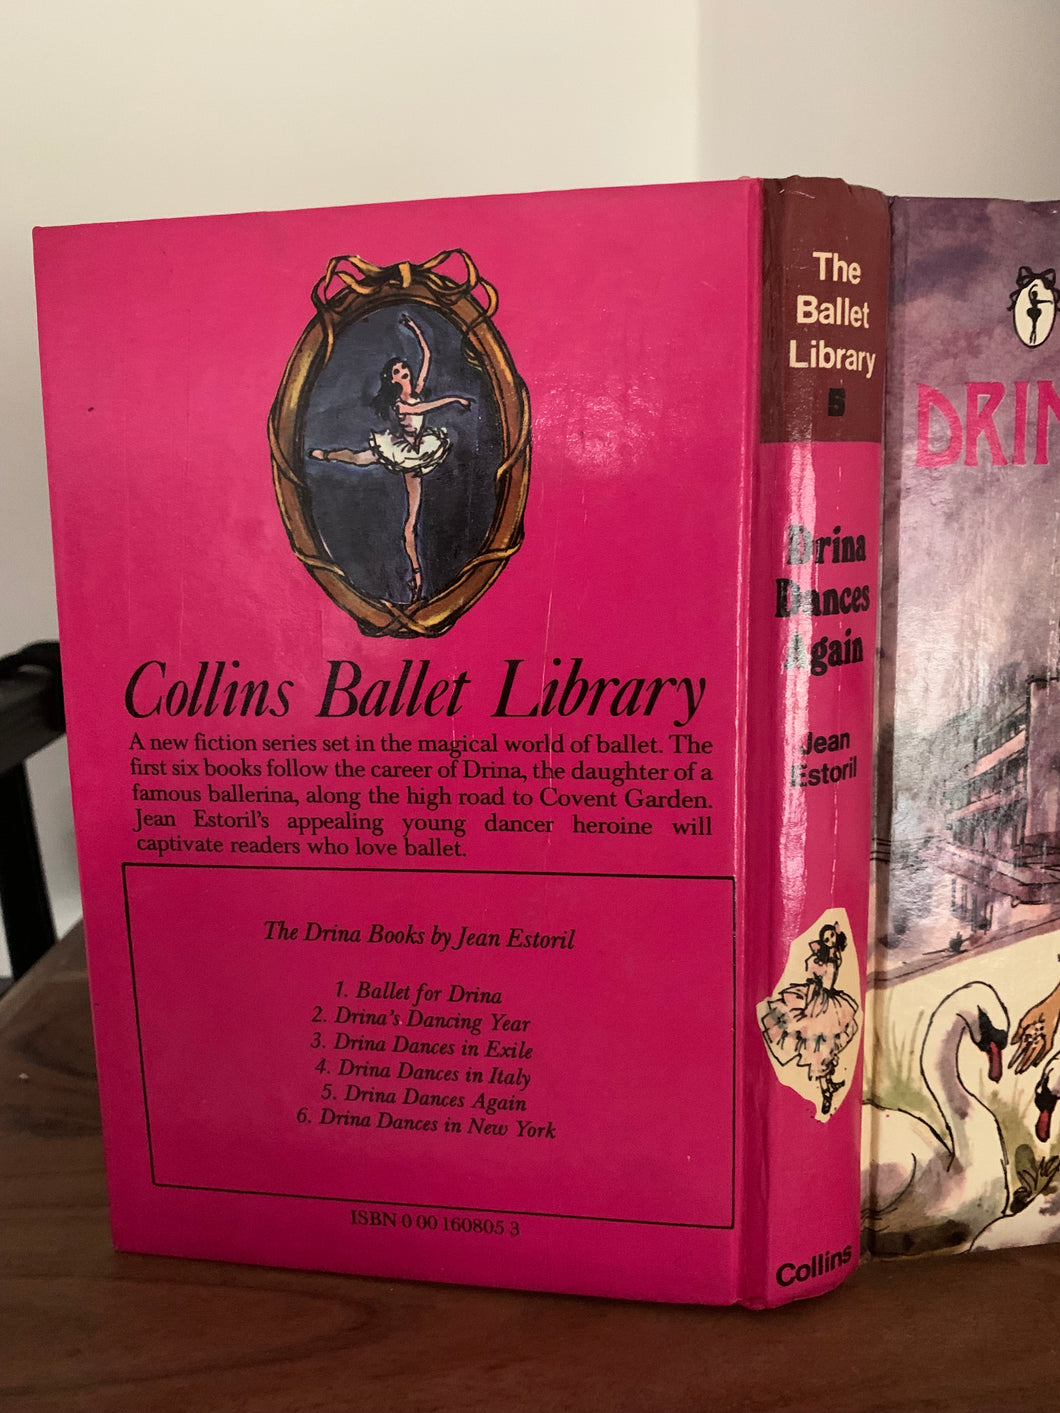 Collins Ballet Library
A new fiction series set in the magical world of ballet. The
first six books follow the career of Drina, the daughter of a
famous ballerina, along the high road to Covent Garden.
Jean Estoril's appealing young dancer heroine will
captivate readers who love ballet.
The Drina Books by Jean Estoril
1. Ballet for Drina
2. Drina's Dancing Year
3. Drina Dances in Exile
4. Drina Dances in Italy
5. Drina Dances Again
6. Drina Dances in New York
ISBN 0 00 160805 3
The
Ballet
Library
5
Drina
Dances
Again
Jean
Estoril
Collins